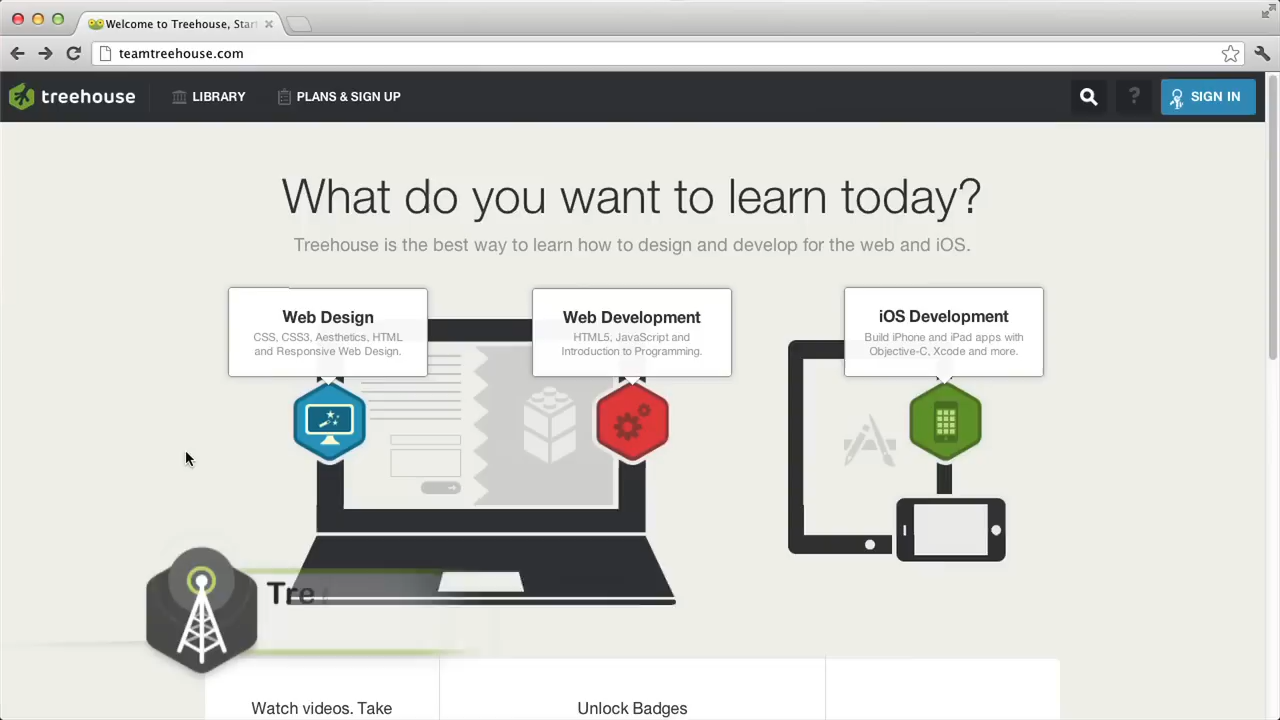 Welcome to Treehouse, Start
teamtreehouse.com
treehouse
LIBRARY
PLANS & SIGN UP
?
SIGN IN
What do you want to learn today?
Treehouse is the best way to learn how to design and develop for the web and iOS.
Web Design
CSS, CSS3, Aesthetics, HTML
and Responsive Web Design.
Web Development
HTML5, JavaScript and
Introduction to Programming.
iOS Development
Build iPhone and iPad apps with
Objective-C, Xcode and more.
Tre
Watch videos. Take
Unlock Badges